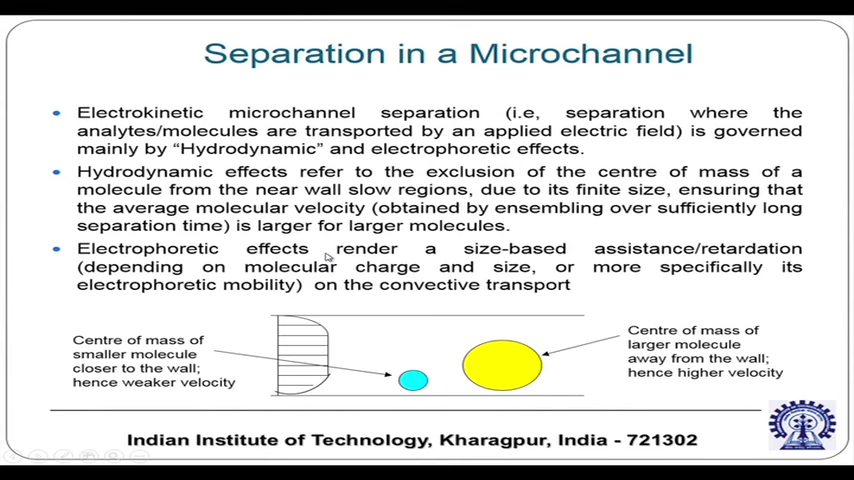 Separation in a Microchannel
Electrokinetic microchannel separation (i.e, separation where the
analytes/molecules are transported by an applied electric field) is governed
mainly by “Hydrodynamic” and electrophoretic effects.
Hydrodynamic effects refer to the exclusion of the centre of mass of a
molecule from the near wall slow regions, due to its finite size, ensuring that
the average molecular velocity (obtained by ensembling over sufficiently long
separation time) is larger for larger molecules.
Electrophoretic effects render a size-based assistance/retardation
(depending on molecular charge and size, or more specifically its
electrophoretic mobility) on the convective transport
Centre of mass of
smaller molecule
closer to the wall;
hence weaker velocity
Centre of mass of
larger molecule
away from the wall;
hence higher velocity
Indian Institute of Technology, Kharagpur, India - 721302